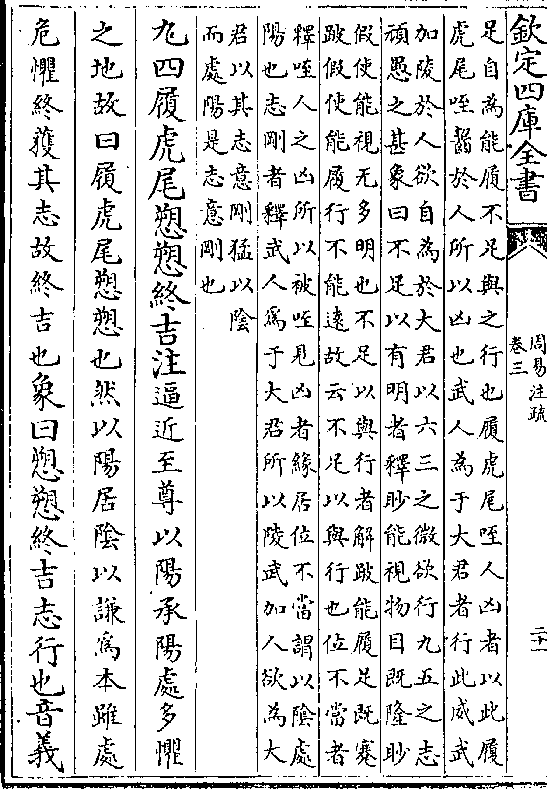 欽定四庫全書
周易注疏
卷三
二十一
足自為能履不足與之行也履虎尾咥人凶者以此履
虎尾咥齧於人所以凶也武人為于大君者行此威武
加陵於人欲自為於大君以六三之微欲行九五之志
頑愚之甚象曰不足以有明者釋眇能視物目既隆眇
假使能視无多明也不足以與行者解跛能履足既蹇
跛假使能履行不能逺故云不足以與行也位不當者
釋咥人之凶所以被咥見凶者緣居位不當謂以隂處
陽也志剛者釋武人為于大君所以陵武加人欲為大
君以其志意剛猛以隂
而處陽是志意剛也
九四履虎尾愬愬終吉注逼近至尊以陽承陽處多懼
之地故曰履虎尾愬愬也然以陽居隂以謙為本雖處
危懼終獲其志故終吉也象曰愬愬終吉志行也音義